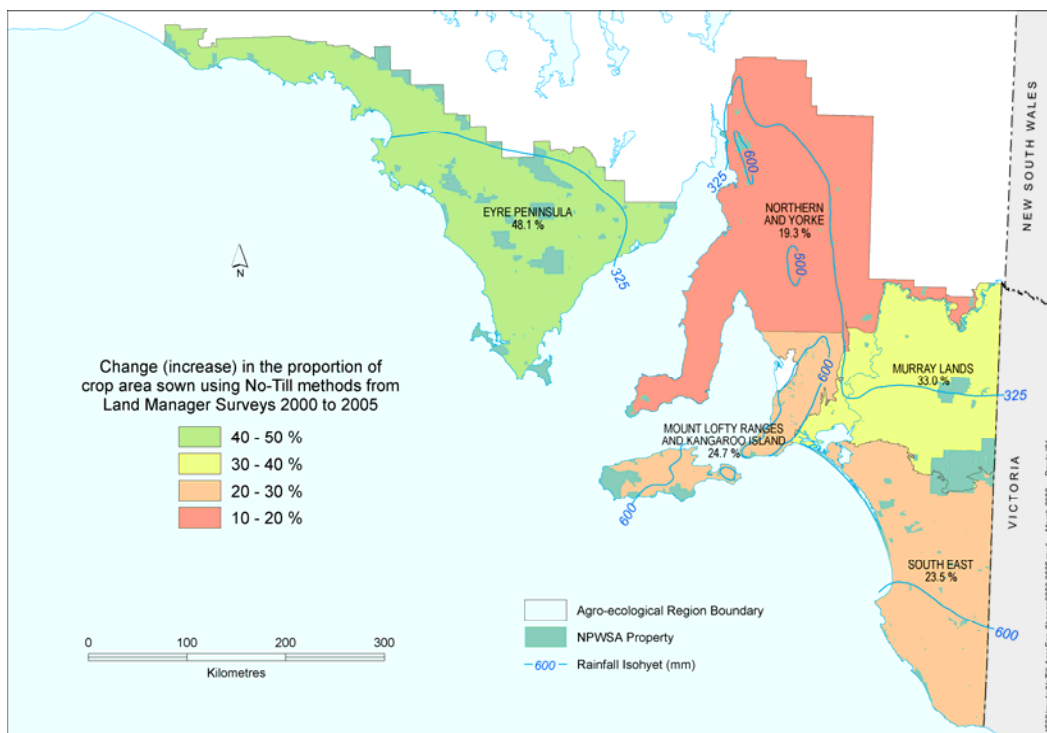 NEW SOUTH WALES
VICTORIA
600
325
NORTHERN
AND YORKE
19.3 %
EYRE PENINSULA
48.1 %
500
325
N
MURRAY LANDS
33.0 %
325
600
MOUNT LOFTY RANGES
AND KANGAROO ISLAND
24.7 %
600
SOUTH EAST
23.5 %
600
Change (increase) in the proportion of
crop area sown using No-Till methods from
Land Manager Surveys 2000 to 2005
40 - 50 %
30 - 40 %
20 - 30 %
10 - 20 %
Agro-ecological Region Boundary
NPWSA Property
600 Rainfall Isohyet (mm)
0 100 200 300
Kilometres